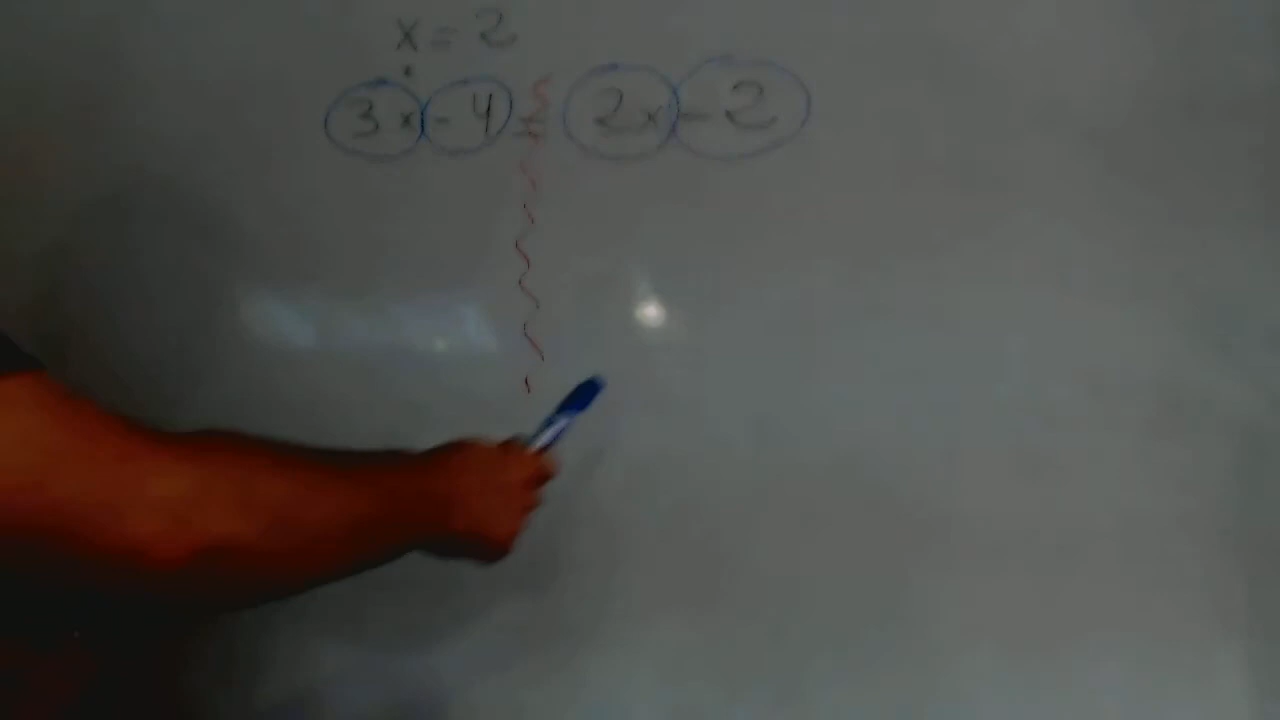 x = 2
3x - 4 = 2x - 2